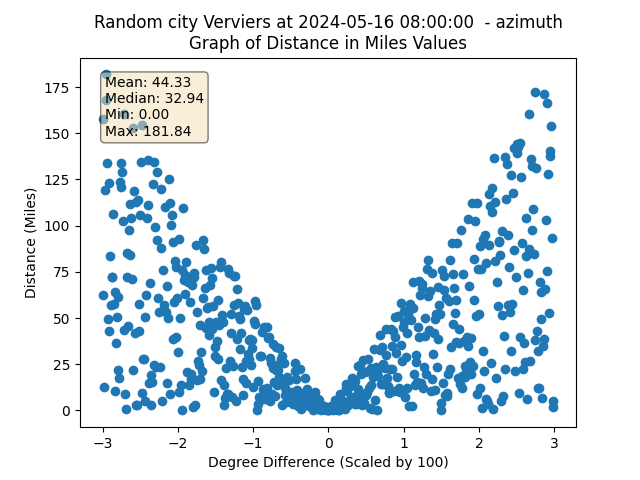 Random city Verviers at 2024-05-16 08:00:00  - azimuth
Graph of Distance in Miles Values
Mean: 44.33
Median: 32.94
Min: 0.00
Max: 181.84
175
150
125
100
75
50
25
0
Distance (Miles)
−3
−2
−1
0
1
2
3
Degree Difference (Scaled by 100)